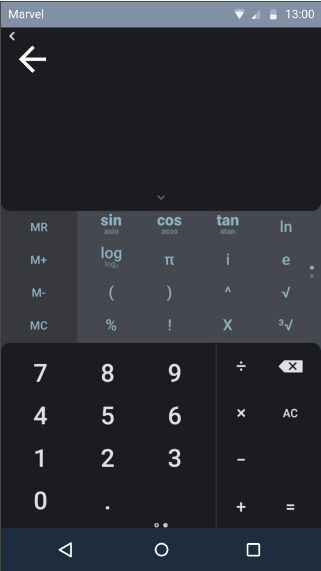 Marvel 13:00
sin cos tan ln
MR asin acos atan
M+ log π i e
logₓ
M- ( ) ^ √
MC % ! X ³√
7 8 9 ÷
4 5 6 × AC
1 2 3 −
0 . + =